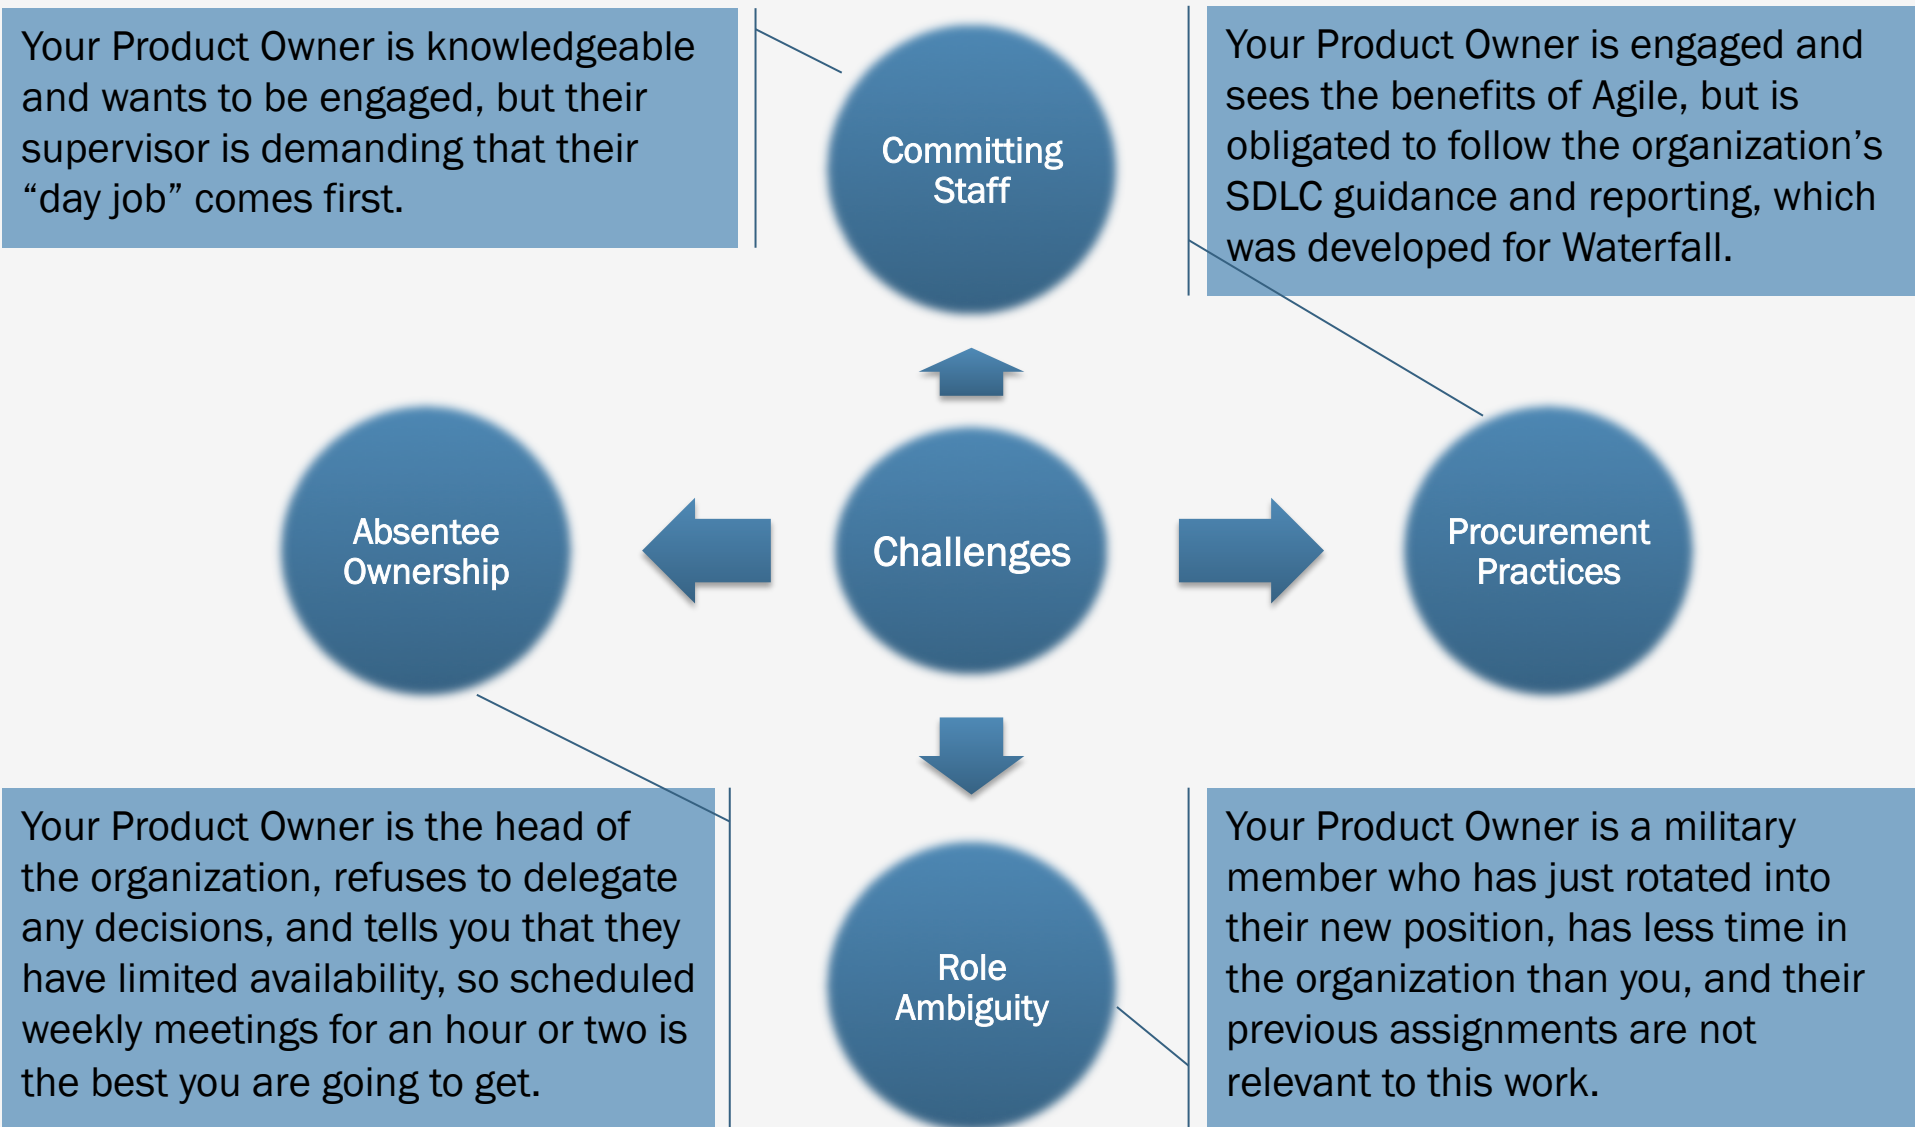 Your Product Owner is knowledgeable
and wants to be engaged, but their
supervisor is demanding that their
“day job” comes first.
Committing
Staff
Your Product Owner is engaged and
sees the benefits of Agile, but is
obligated to follow the organization’s
SDLC guidance and reporting, which
was developed for Waterfall.
Absentee
Ownership
Challenges
Procurement
Practices
Your Product Owner is the head of
the organization, refuses to delegate
any decisions, and tells you that they
have limited availability, so scheduled
weekly meetings for an hour or two is
the best you are going to get.
Role
Ambiguity
Your Product Owner is a military
member who has just rotated into
their new position, has less time in
the organization than you, and their
previous assignments are not
relevant to this work.